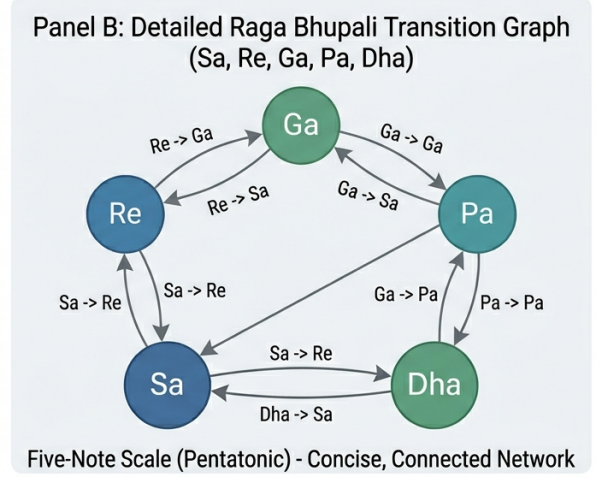 Panel B: Detailed Raga Bhupali Transition Graph
(Sa, Re, Ga, Pa, Dha)
Ga
Re -> Ga
Ga -> Ga
Re -> Sa
Ga -> Sa
Re
Pa
Sa -> Re
Sa -> Re
Ga -> Pa
Pa -> Pa
Sa -> Re
Sa
Dha
Dha -> Sa
Five-Note Scale (Pentatonic) - Concise, Connected Network